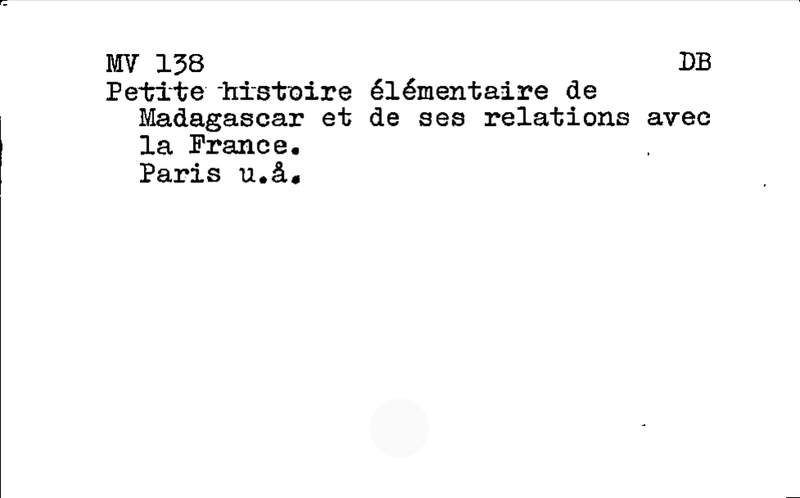 MV 138 DB
Petite histoire élémentaire de
Madagascar et de ses relations avec
la France.
Paris u.å.